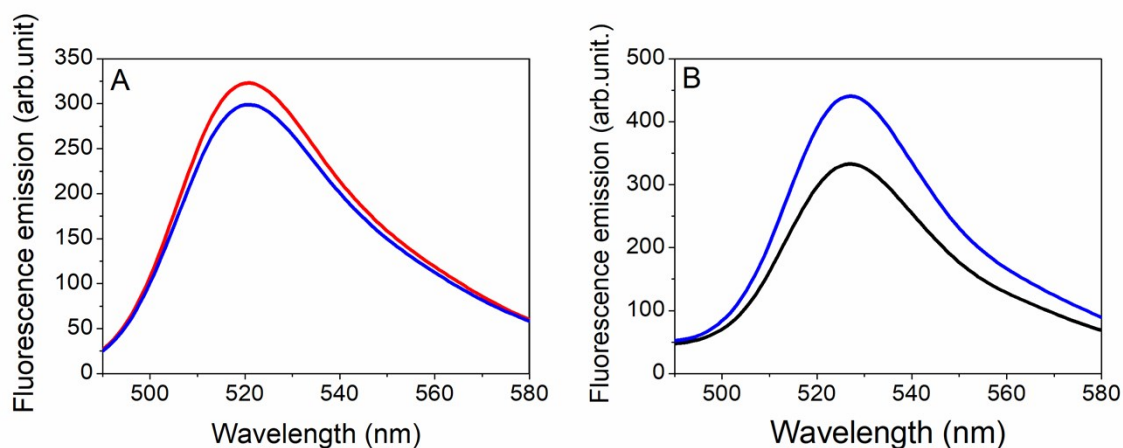 A
Fluorescence emission (arb.unit)
350
300
250
200
150
100
50
0
500 520 540 560 580
Wavelength (nm)
B
Fluorescence emission (arb.unit.)
500
400
300
200
100
0
500 520 540 560 580
Wavelength (nm)